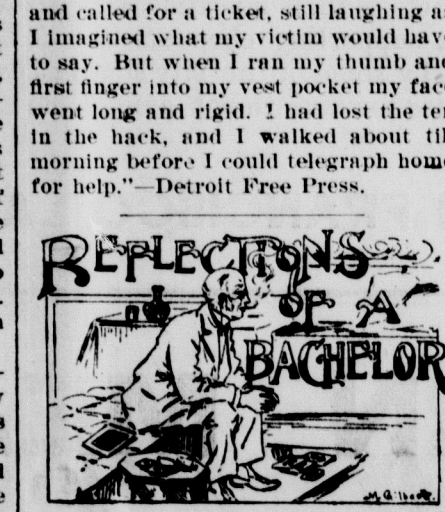 and called for a ticket, still laughing a
I imagined what my victim would hav
to say. But when I ran my thumb and
first finger into my vest pocket my fac
went long and rigid. I had lost the te
in the hack, and I walked about til
morning before I could telegraph home
for help."—Detroit Free Press.
REFLECTIONS
OF A
BACHELOR